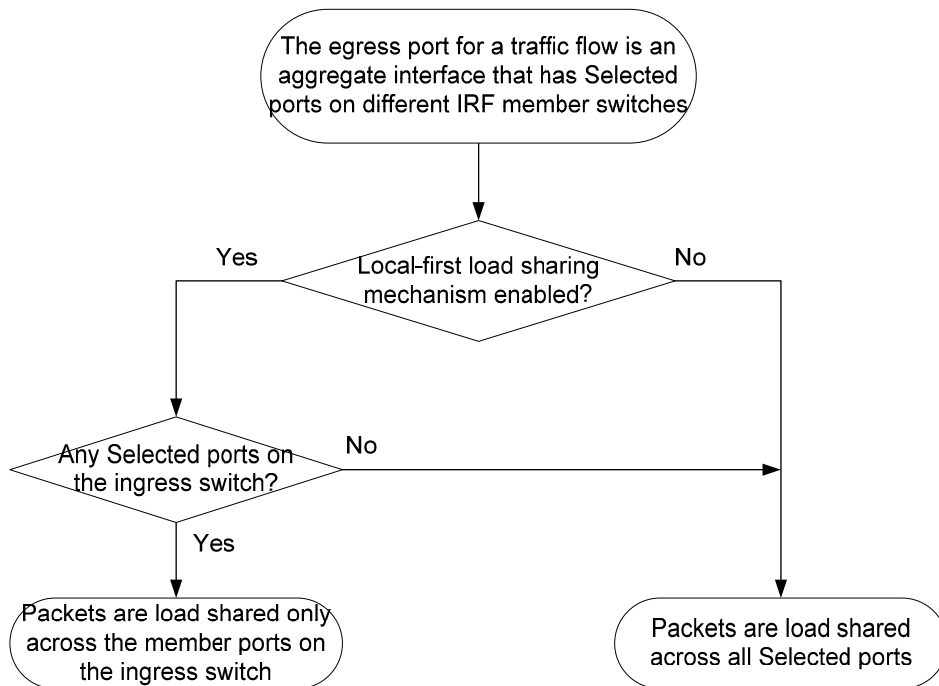 The egress port for a traffic flow is an
aggregate interface that has Selected
ports on different IRF member switches
Yes
No
Local-first load sharing
mechanism enabled?
Any Selected ports on
the ingress switch?
No
Yes
Packets are load shared only
across the member ports on
the ingress switch
Packets are load shared
across all Selected ports